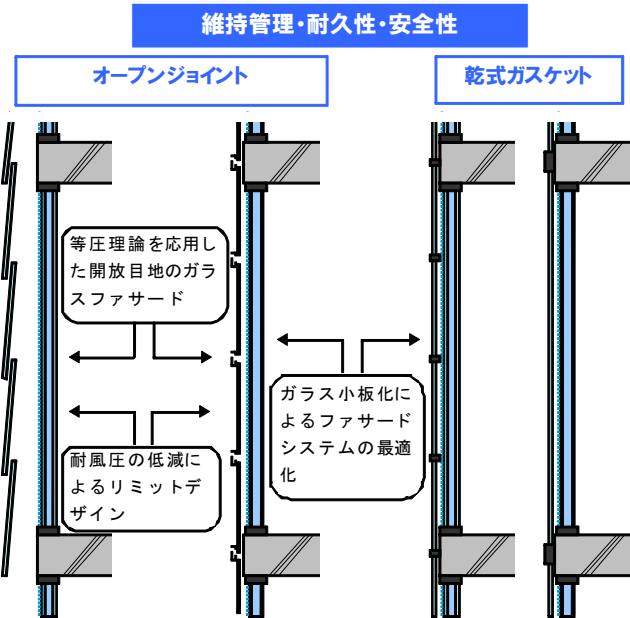 維持管理・耐久性・安全性
オープンジョイント
乾式ガスケット
等圧理論を応用し
た開放目地のガラ
スファサード
ガラス小板化に
よるファサード
システムの最適
化
耐風圧の低減に
よるリミットデ
ザイン